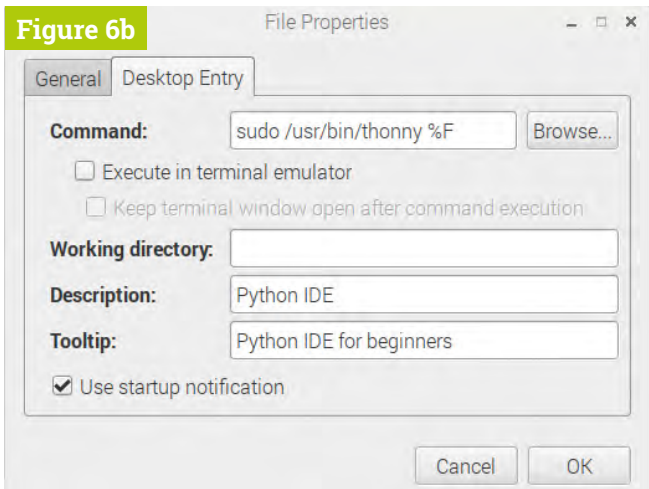 Figure 6b
File Properties
General Desktop Entry
Command: sudo /usr/bin/thonny %F Browse...
Execute in terminal emulator
Keep terminal window open after command execution
Working directory:
Description: Python IDE
Tooltip: Python IDE for beginners
Use startup notification
Cancel OK